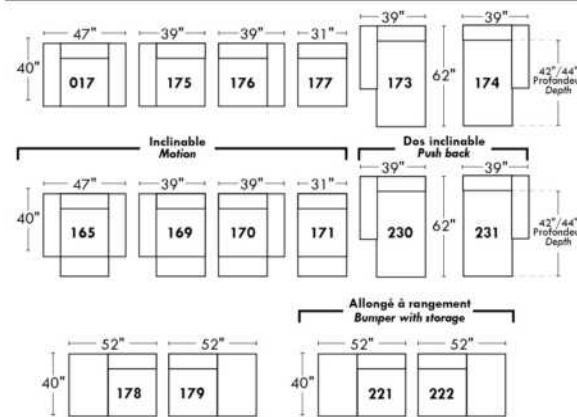 47" 39" 39" 31" 39" 39"
40" 017 175 176 177 173 62" 174 42"/44"
Profondeur
Depth
Inclinable
Motion
Dos inclinable
Push back
47" 39" 39" 31" 39" 39"
40" 165 169 170 171 230 62" 231 42"/44"
Profondeur
Depth
Allongé à rangement
Bumper with storage
52" 52" 52" 52"
40" 178 179 40" 221 222